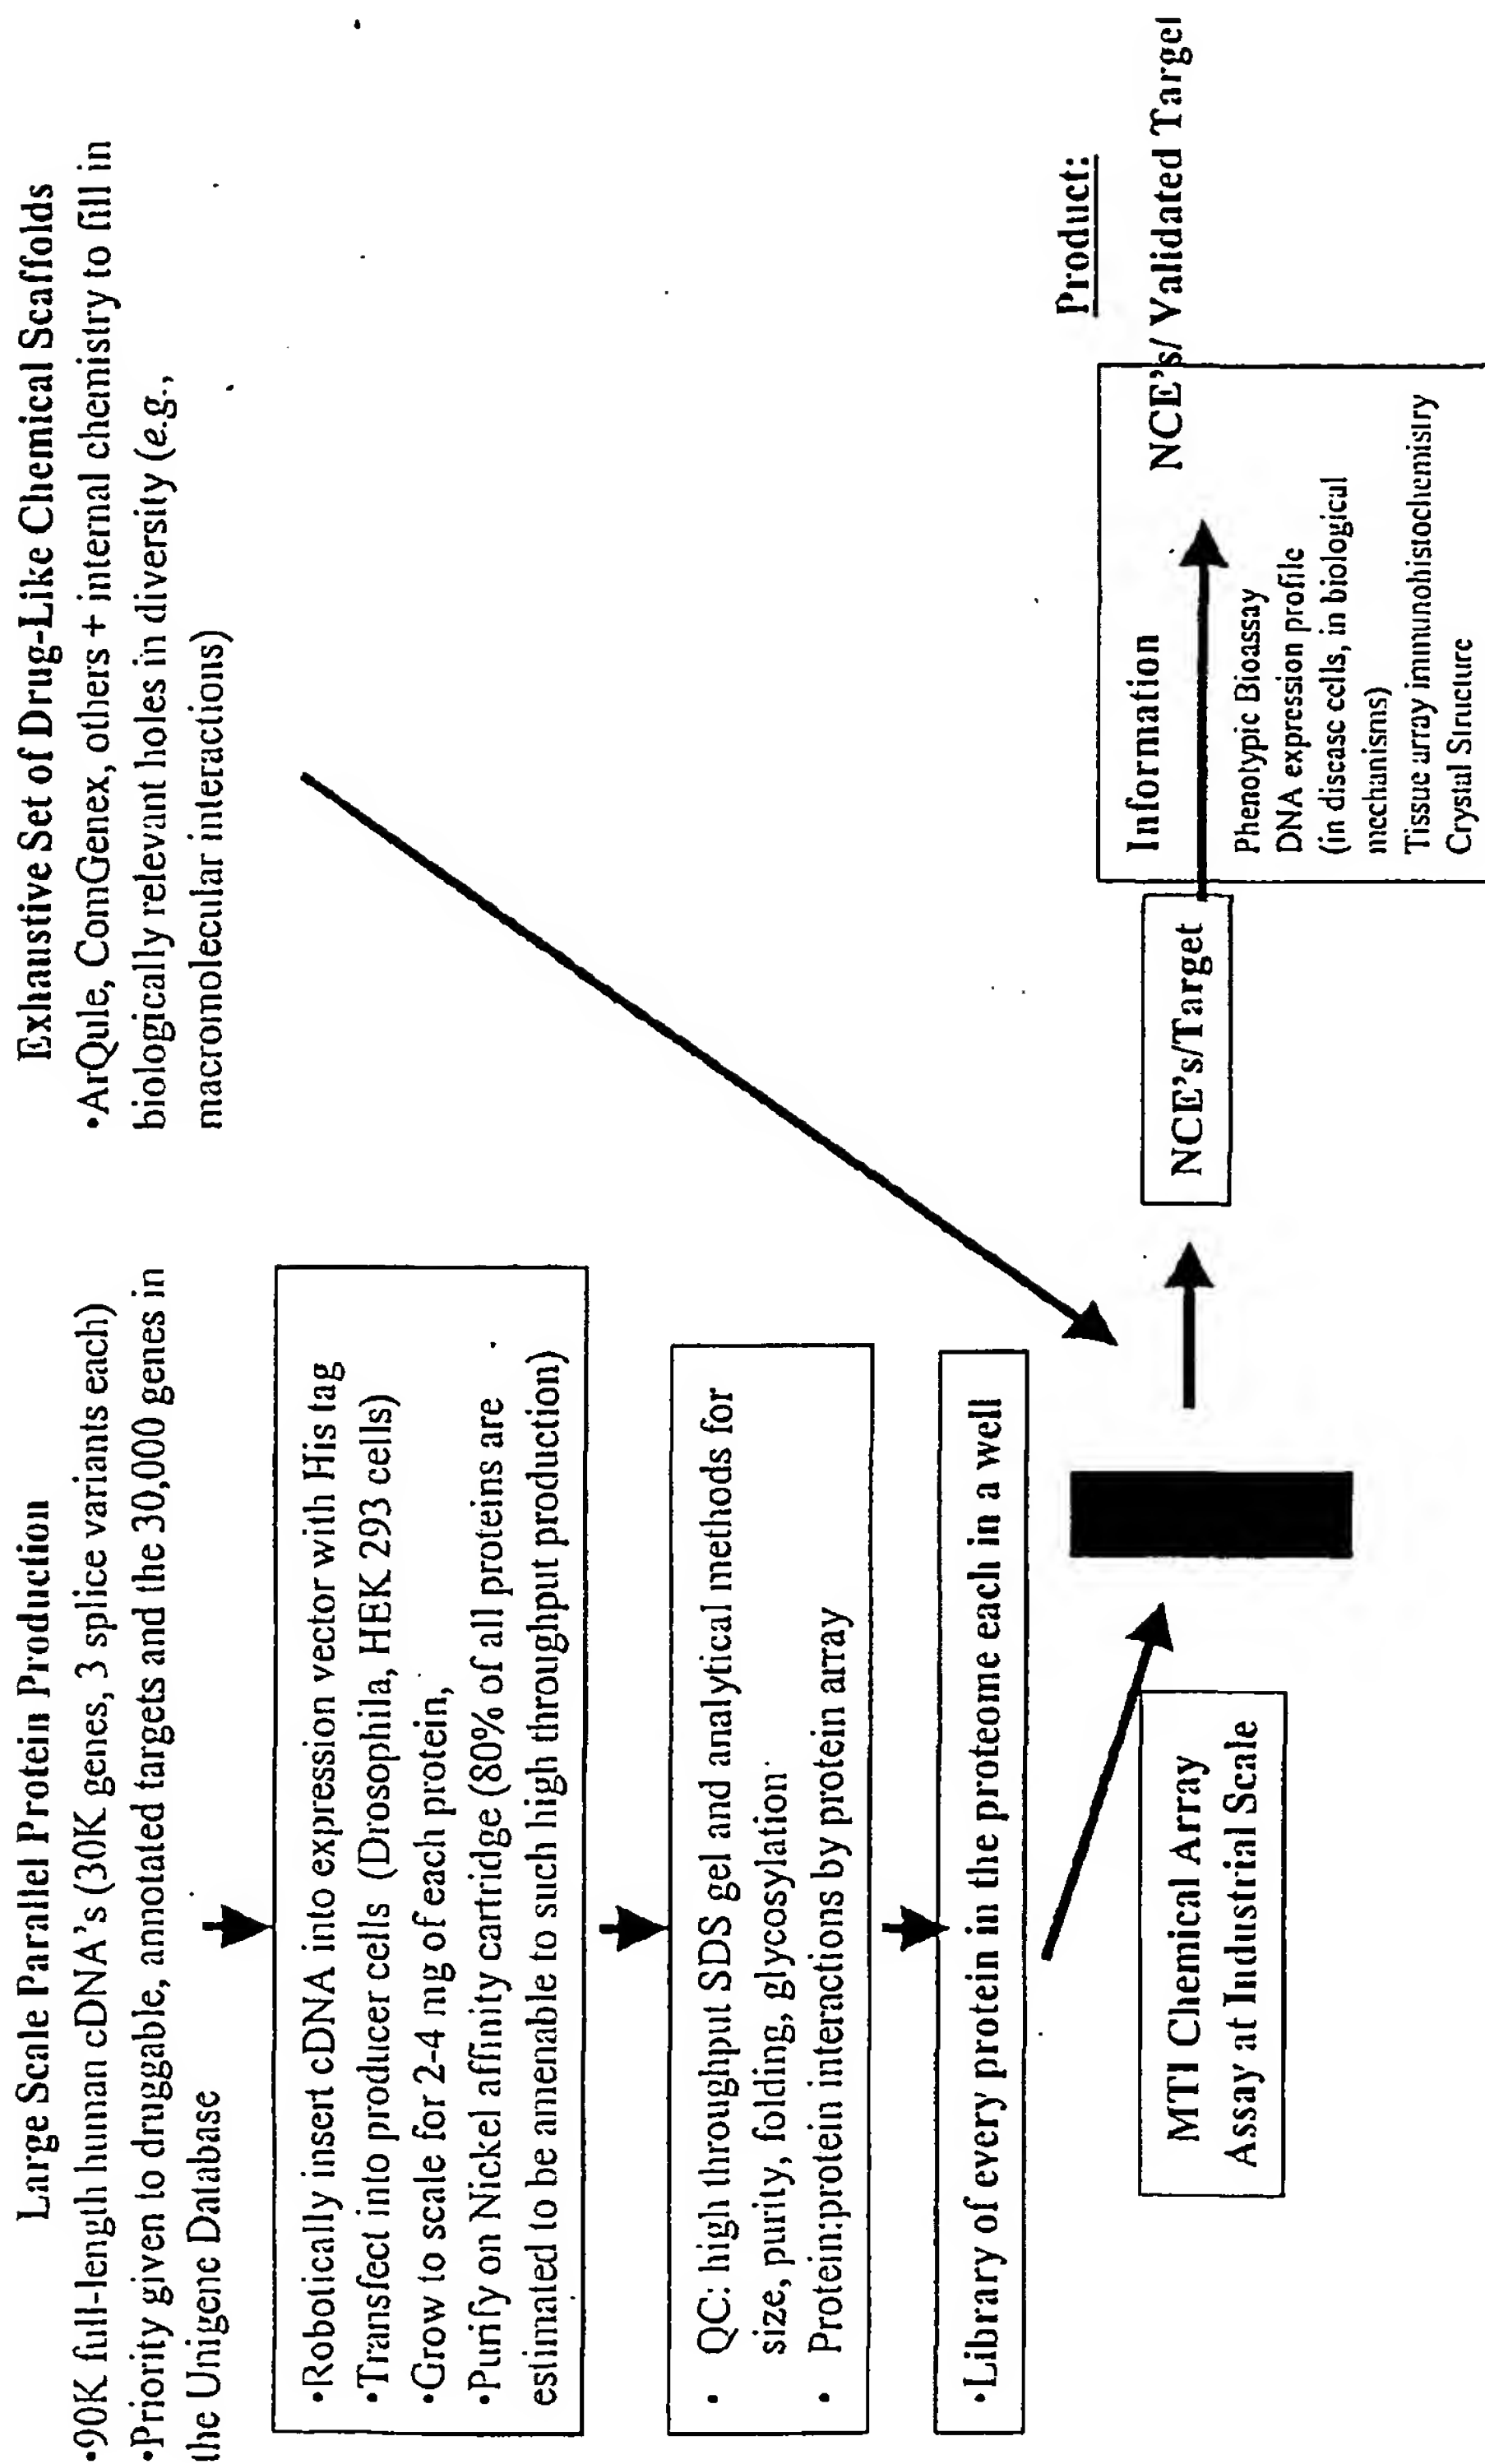 Large Scale Parallel Protein Production
•90K full-length human cDNA's (30K genes, 3 splice variants each)
•Priority given to druggable, annotated targets and the 30,000 genes in
the Unigene Database
•Robotically insert cDNA into expression vector with His tag
•Transfect into producer cells (Drosophila, HEK 293 cells)
•Grow to scale for 2-4 mg of each protein,
•Purify on Nickel affinity cartridge (80% of all proteins are
estimated to be amenable to such high throughput production)
• QC: high throughput SDS gel and analytical methods for
size, purity, folding, glycosylation
• Protein:protein interactions by protein array
•Library of every protein in the proteome each in a well
MTI Chemical Array
Assay at Industrial Scale
Exhaustive Set of Drug-Like Chemical Scaffolds
•ArQule, ComGenex, others + internal chemistry to fill in
biologically relevant holes in diversity (e.g.,
macromolecular interactions)
NCE's/Target
Information
Phenotypic Bioassay
DNA expression profile
(in disease cells, in biological
mechanisms)
Tissue array immunohistochemistry
Crystal Structure
Product:
NCE's/ Validated Target